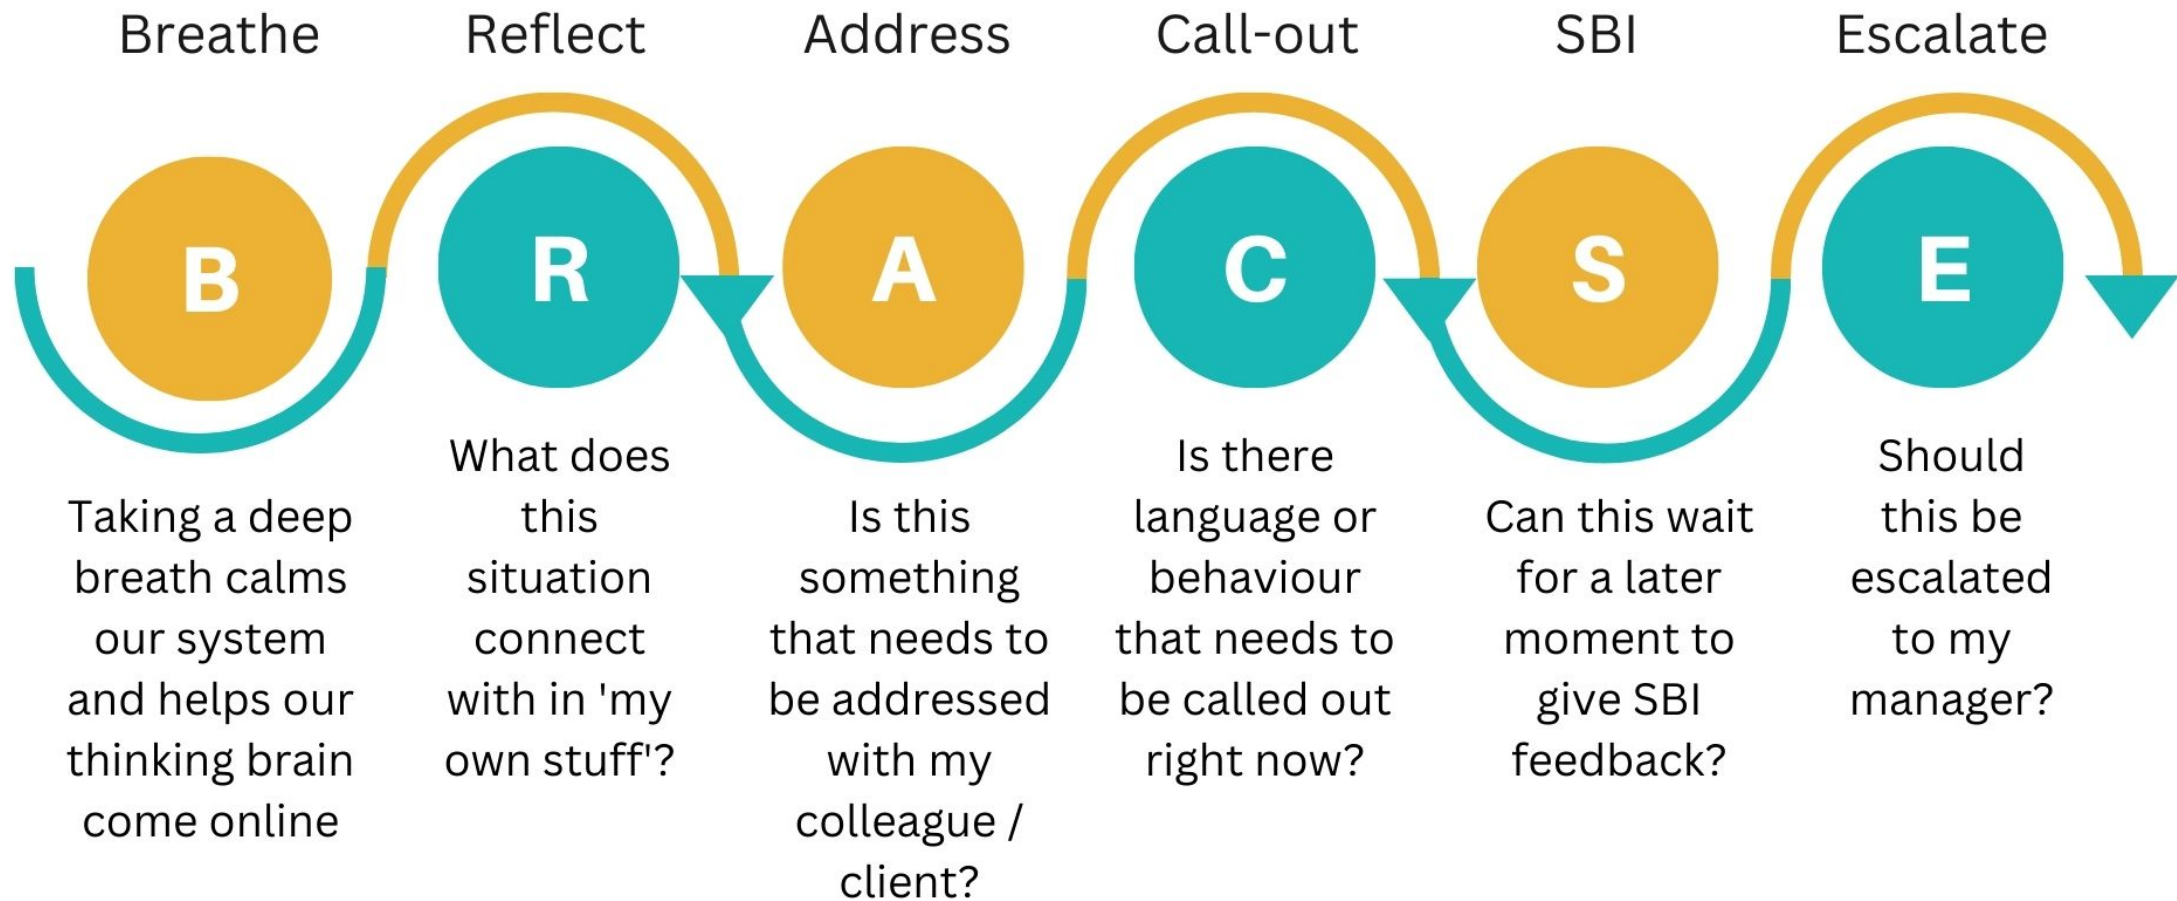 Breathe
Reflect
Address
Call-out
SBI
Escalate
B
R
A
C
S
E
Taking a deep
breath calms
our system
and helps our
thinking brain
come online
What does
this
situation
connect
with in 'my
own stuff'?
Is this
something
that needs to
be addressed
with my
colleague /
client?
Is there
language or
behaviour
that needs to
be called out
right now?
Can this wait
for a later
moment to
give SBI
feedback?
Should
this be
escalated
to my
manager?